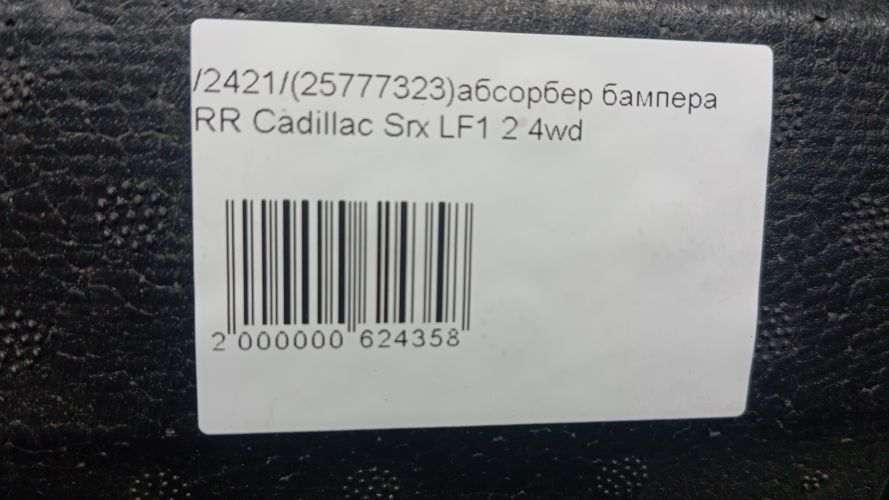 /2421/(25777323)абсорбер бампера
RR Cadillac Srx LF1 2 4wd
2 000000 624358